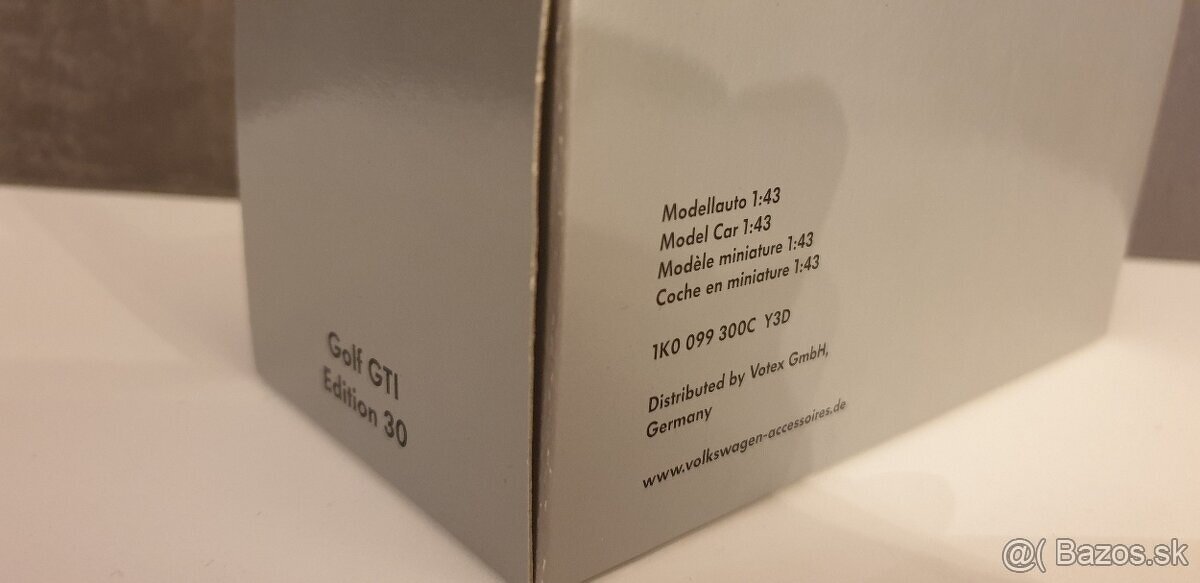 Golf GTI
Edition 30
Modellauto 1:43
Model Car 1:43
Modèle miniature 1:43
Coche en miniature 1:43
1K0 099 300C Y3D
Distributed by Votex GmbH,
Germany
www.volkswagen-accessoires.de
@( Bazos.sk